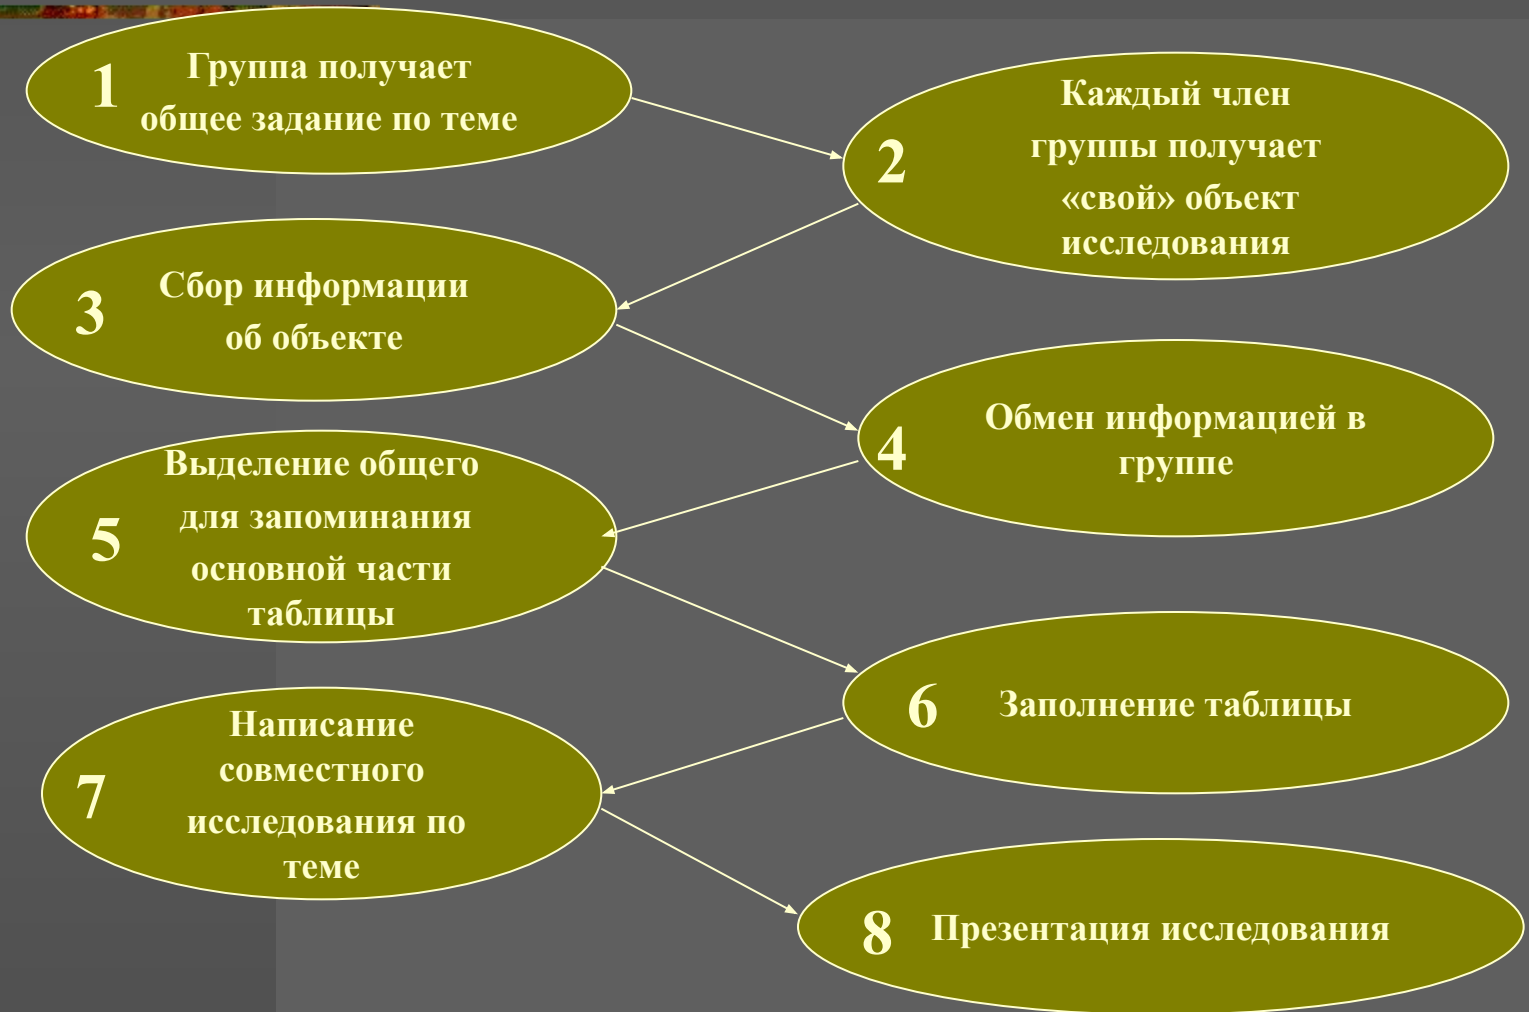 1
Группа получает
общее задание по теме
2
Каждый член
группы получает
«свой» объект
исследования
3
Сбор информации
об объекте
4
Обмен информацией в
группе
5
Выделение общего
для запоминания
основной части
таблицы
6
Заполнение таблицы
7
Написание
совместного
исследования по
теме
8
Презентация исследования